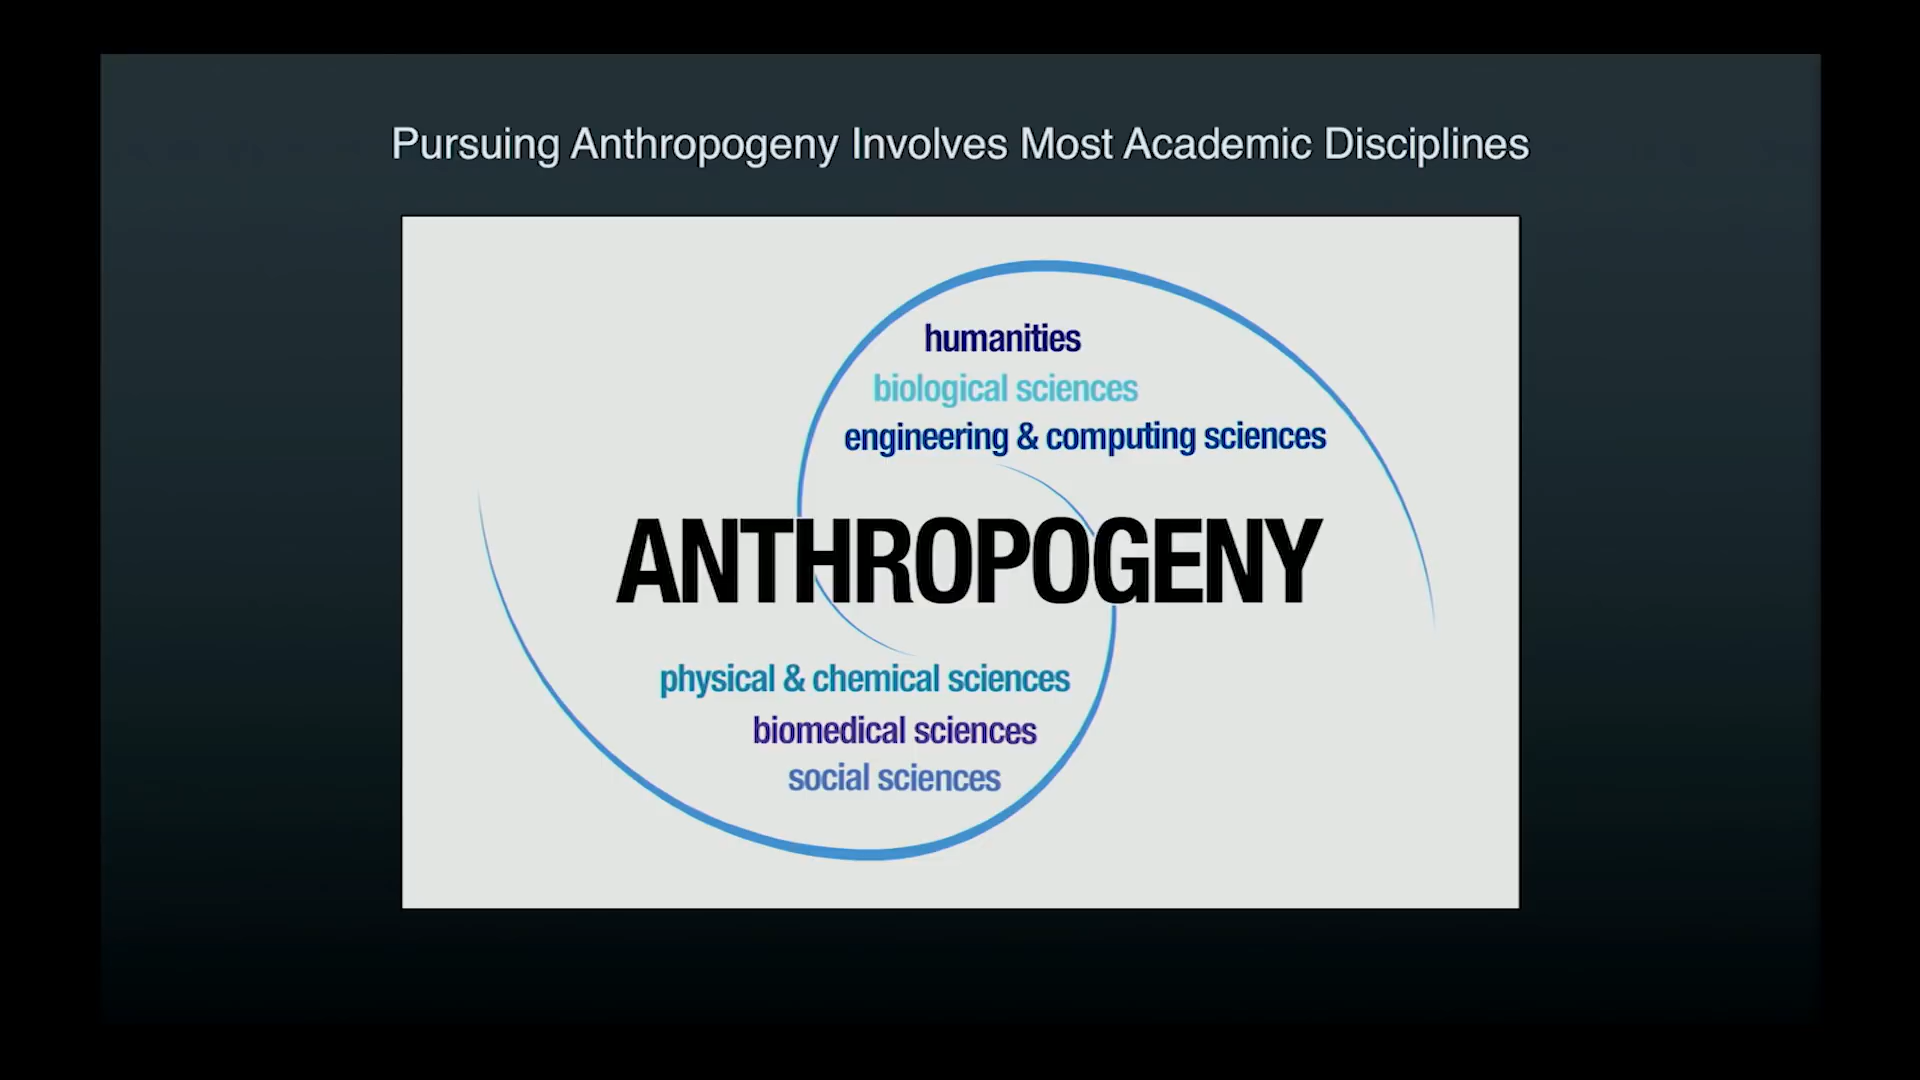 Pursuing Anthropogeny Involves Most Academic Disciplines
humanities
biological sciences
engineering & computing sciences
ANTHROPOGENY
physical & chemical sciences
biomedical sciences
social sciences